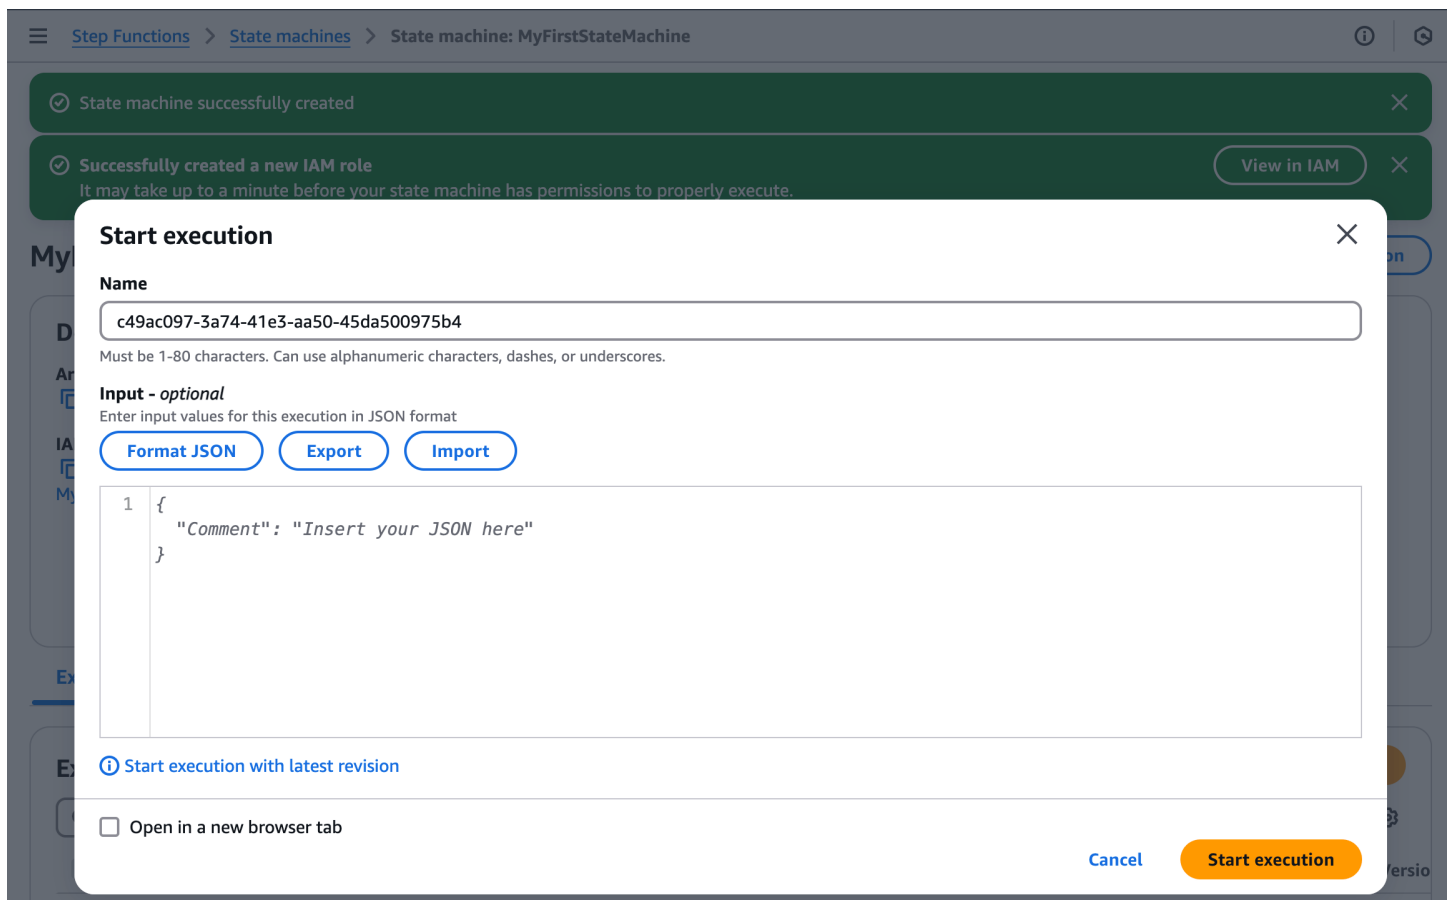 Step Functions > State machines > State machine: MyFirstStateMachine
State machine successfully created
Successfully created a new IAM role
View in IAM
It may take up to a minute before your state machine has permissions to properly execute.
Start execution
Name
c49ac097-3a74-41e3-aa50-45da500975b4
Must be 1-80 characters. Can use alphanumeric characters, dashes, or underscores.
Input - optional
Enter input values for this execution in JSON format
Format JSON Export Import
1 {
"Comment": "Insert your JSON here"
}
Start execution with latest revision
Open in a new browser tab
Cancel Start execution